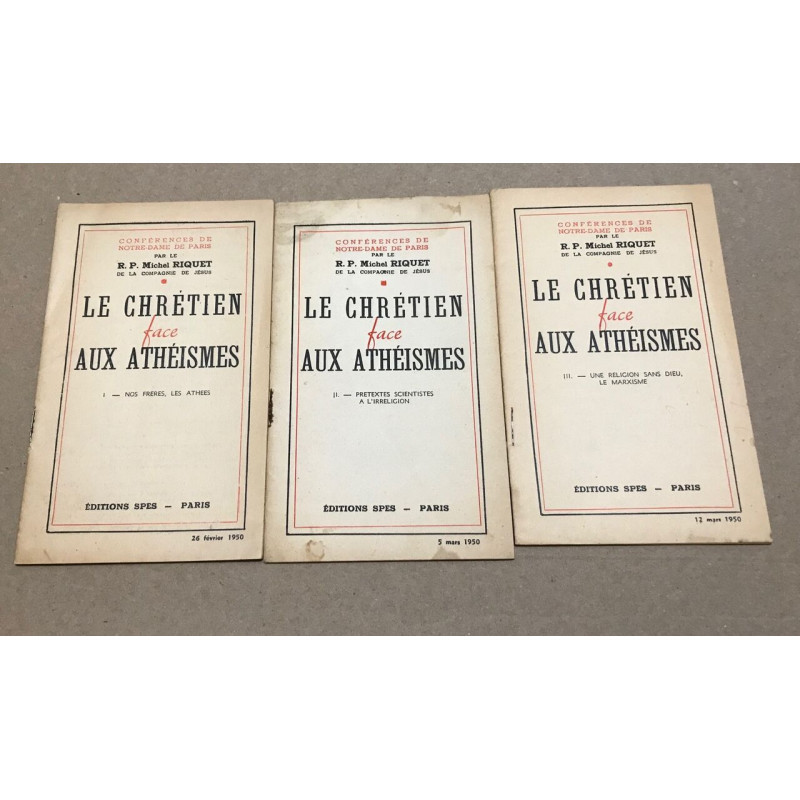 CONFÉRENCES DE
NOTRE-DAME DE PARIS
PAR LE
R. P. Michel RIQUET
DE LA COMPAGNIE DE JÉSUS
LE CHRÉTIEN
face
AUX ATHÉISMES
I — NOS FRÈRES, LES ATHÉES
ÉDITIONS SPES — PARIS
26 février 1950
CONFÉRENCES DE
NOTRE-DAME DE PARIS
PAR LE
R. P. Michel RIQUET
DE LA COMPAGNIE DE JÉSUS
LE CHRÉTIEN
face
AUX ATHÉISMES
II. — PRETEXTES SCIENTISTES
A L'IRRELIGION
ÉDITIONS SPES — PARIS
5 mars 1950
CONFÉRENCES DE
NOTRE-DAME DE PARIS
PAR LE
R. P. Michel RIQUET
DE LA COMPAGNIE DE JÉSUS
LE CHRÉTIEN
face
AUX ATHÉISMES
III. — UNE RELIGION SANS DIEU,
LE MARXISME
ÉDITIONS SPES — PARIS
12 mars 1950